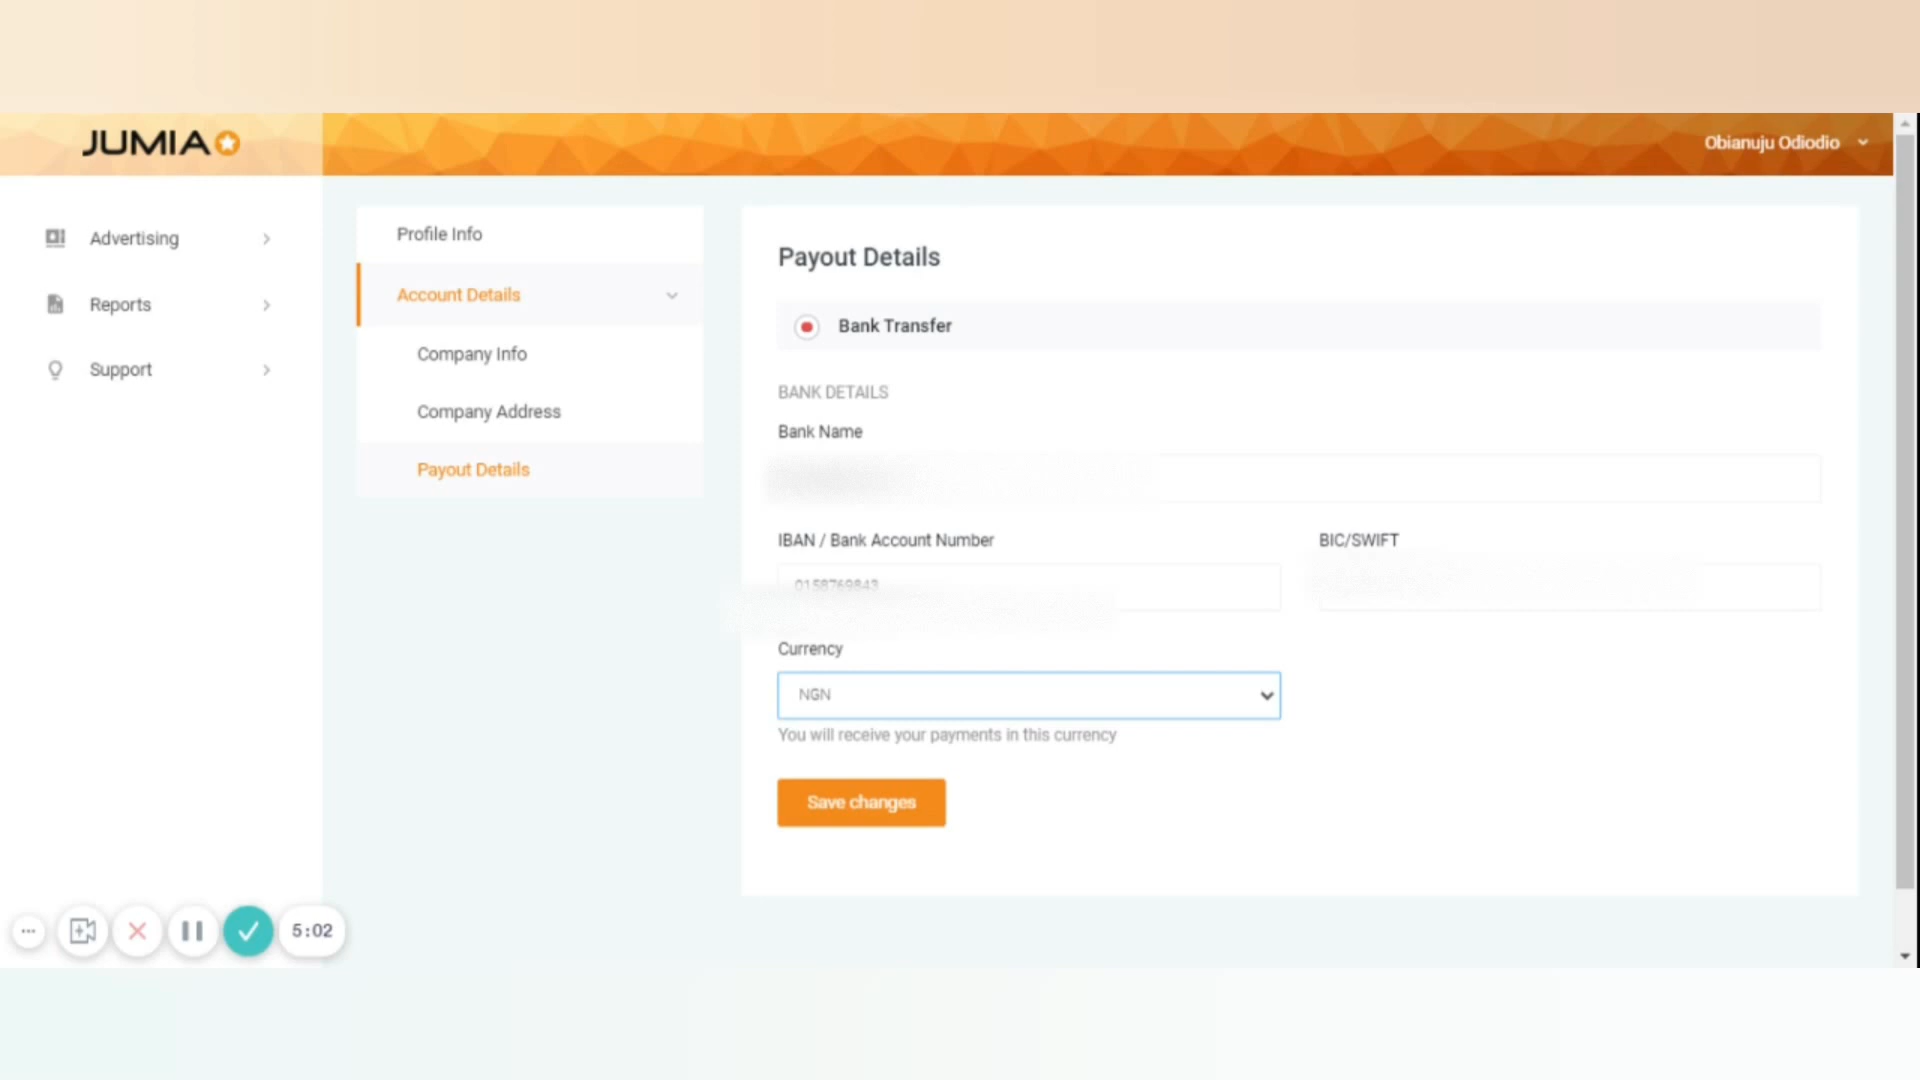 JUMIA
Obianuju Odiodio
Advertising
Reports
Support
Profile Info
Account Details
Company Info
Company Address
Payout Details
Payout Details
Bank Transfer
BANK DETAILS
Bank Name
IBAN / Bank Account Number
BIC/SWIFT
0158769843
Currency
NGN
You will receive your payments in this currency
Save changes
5:02